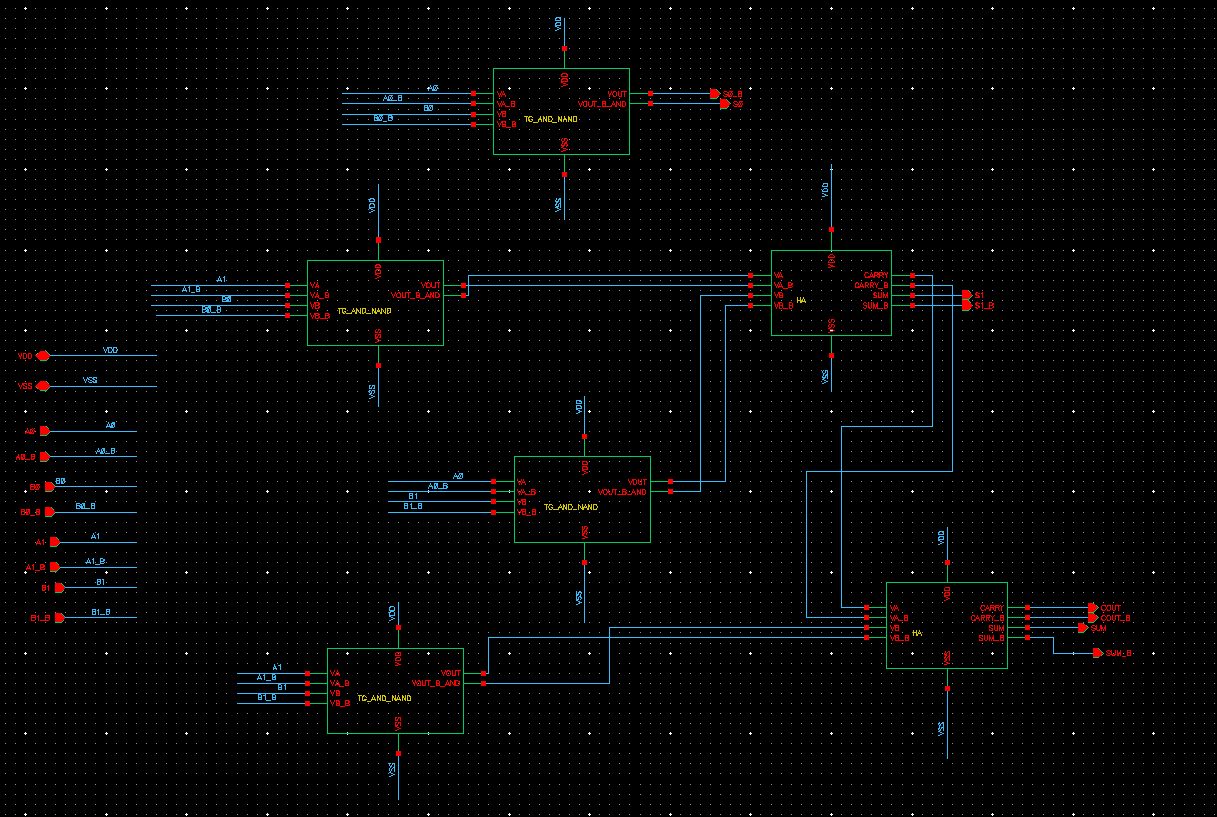 VDD
VDD
A0
VA
VOUT
S0_B
A0_B
VA_B
VOUT_B_AND
S0
B0
VB
B0_B
VB_B
TG_AND_NAND
VSS
VSS
VDD
VDD
A1
VA
VOUT
A1_B
VA_B
VOUT_B_AND
B0
VB
B0_B
VB_B
TG_AND_NAND
VSS
VSS
VDD
VDD
VA
CARRY
VA_B
CARRY_B
VB
SUM
S1
VB_B
SUM_B
S1_B
HA
VSS
VSS
VDD
VDD
VSS
VSS
A0
A0
A0_B
A0_B
B0
B0
B0_B
B0_B
A1
A1
A1_B
A1_B
B1
B1
B1_B
B1_B
VDD
VDD
A0
VA
VOUT
A0_B
VA_B
VOUT_B_AND
B1
VB
B1_B
VB_B
TG_AND_NAND
VSS
VSS
VDD
VDD
VA
CARRY
COUT
VA_B
CARRY_B
COUT_B
VB
SUM
SUM
VB_B
SUM_B
SUM_B
HA
VSS
VSS
VDD
VDD
A1
VA
VOUT
A1_B
VA_B
VOUT_B_AND
B1
VB
B1_B
VB_B
TG_AND_NAND
VSS
VSS